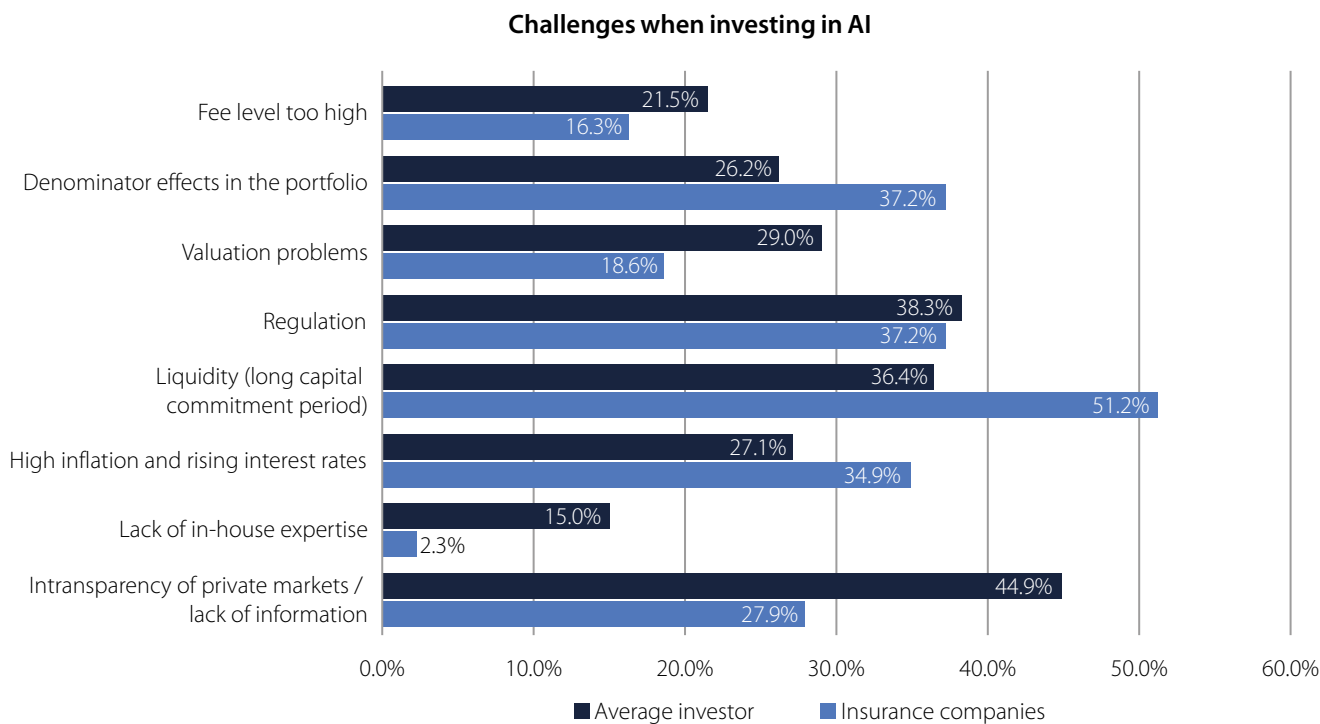 Challenges when investing in AI
Fee level too high
21.5%
16.3%
Denominator effects in the portfolio
26.2%
37.2%
Valuation problems
29.0%
18.6%
Regulation
38.3%
37.2%
Liquidity (long capital
commitment period)
36.4%
51.2%
High inflation and rising interest rates
27.1%
34.9%
Lack of in-house expertise
15.0%
2.3%
Intransparency of private markets /
lack of information
44.9%
27.9%
0.0% 10.0% 20.0% 30.0% 40.0% 50.0% 60.0%
Average investor Insurance companies